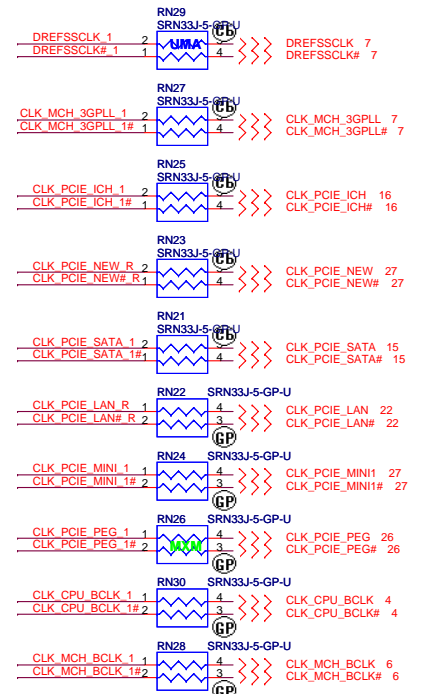 RN29
SRN33J-5-GP-U
DREFSSCLK_1 2 UMA 3 DREFSSCLK 7
DREFSSCLK#_1 1 4 DREFSSCLK# 7
RN27
SRN33J-5-GP-U
CLK_MCH_3GPLL_1 2 3 CLK_MCH_3GPLL 7
CLK_MCH_3GPLL_1# 1 4 CLK_MCH_3GPLL# 7
RN25
SRN33J-5-GP-U
CLK_PCIE_ICH_1 2 3 CLK_PCIE_ICH 16
CLK_PCIE_ICH_1# 1 4 CLK_PCIE_ICH# 16
RN23
SRN33J-5-GP-U
CLK_PCIE_NEW_R 2 3 CLK_PCIE_NEW 27
CLK_PCIE_NEW#_R 1 4 CLK_PCIE_NEW# 27
RN21
SRN33J-5-GP-U
CLK_PCIE_SATA_1 2 3 CLK_PCIE_SATA 15
CLK_PCIE_SATA_1# 1 4 CLK_PCIE_SATA# 15
RN22 SRN33J-5-GP-U
CLK_PCIE_LAN_R 1 4 CLK_PCIE_LAN 22
CLK_PCIE_LAN#_R 2 3 CLK_PCIE_LAN# 22
GP
RN24 SRN33J-5-GP-U
CLK_PCIE_MINI_1 1 4 CLK_PCIE_MINI1 27
CLK_PCIE_MINI_1# 2 3 CLK_PCIE_MINI1# 27
GP
RN26 SRN33J-5-GP-U
CLK_PCIE_PEG_1 1 4 CLK_PCIE_PEG 26
CLK_PCIE_PEG_1# 2 MXM 3 CLK_PCIE_PEG# 26
GP
RN30 SRN33J-5-GP-U
CLK_CPU_BCLK_1 1 4 CLK_CPU_BCLK 4
CLK_CPU_BCLK_1# 2 3 CLK_CPU_BCLK# 4
GP
RN28 SRN33J-5-GP-U
CLK_MCH_BCLK_1 1 4 CLK_MCH_BCLK 6
CLK_MCH_BCLK_1# 2 3 CLK_MCH_BCLK# 6
GP